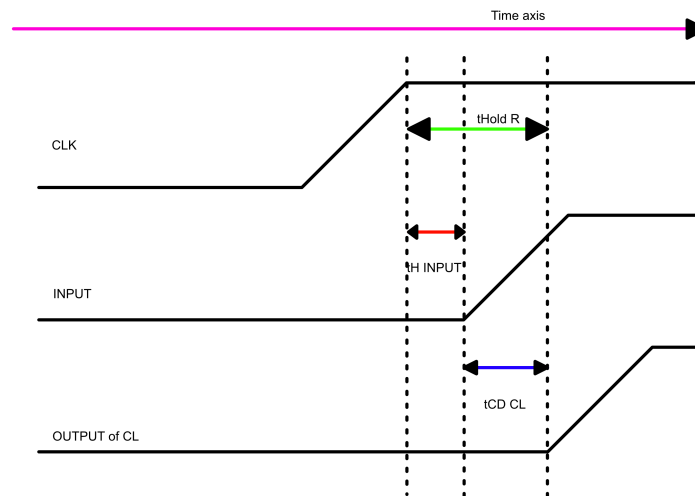 Time axis
tHold R
CLK
tH INPUT
INPUT
tCD CL
OUTPUT of CL